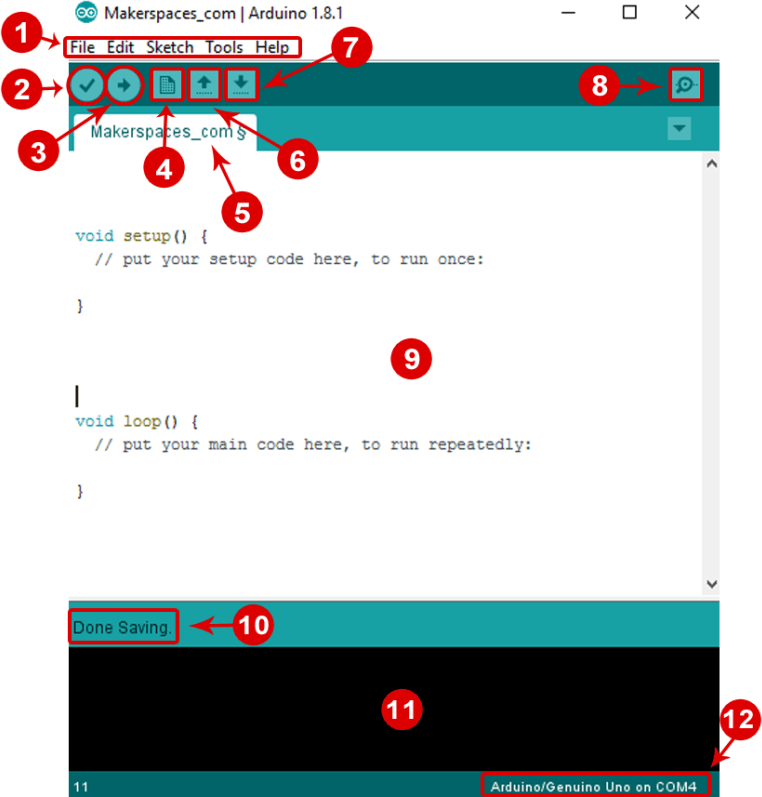 Makerspaces_com | Arduino 1.8.1
1
File Edit Sketch Tools Help
7
2
8
3
4
6
Makerspaces_com §
5
void setup() {
// put your setup code here, to run once:
}
9
void loop() {
// put your main code here, to run repeatedly:
}
Done Saving.
10
11
12
11
Arduino/Genuino Uno on COM4